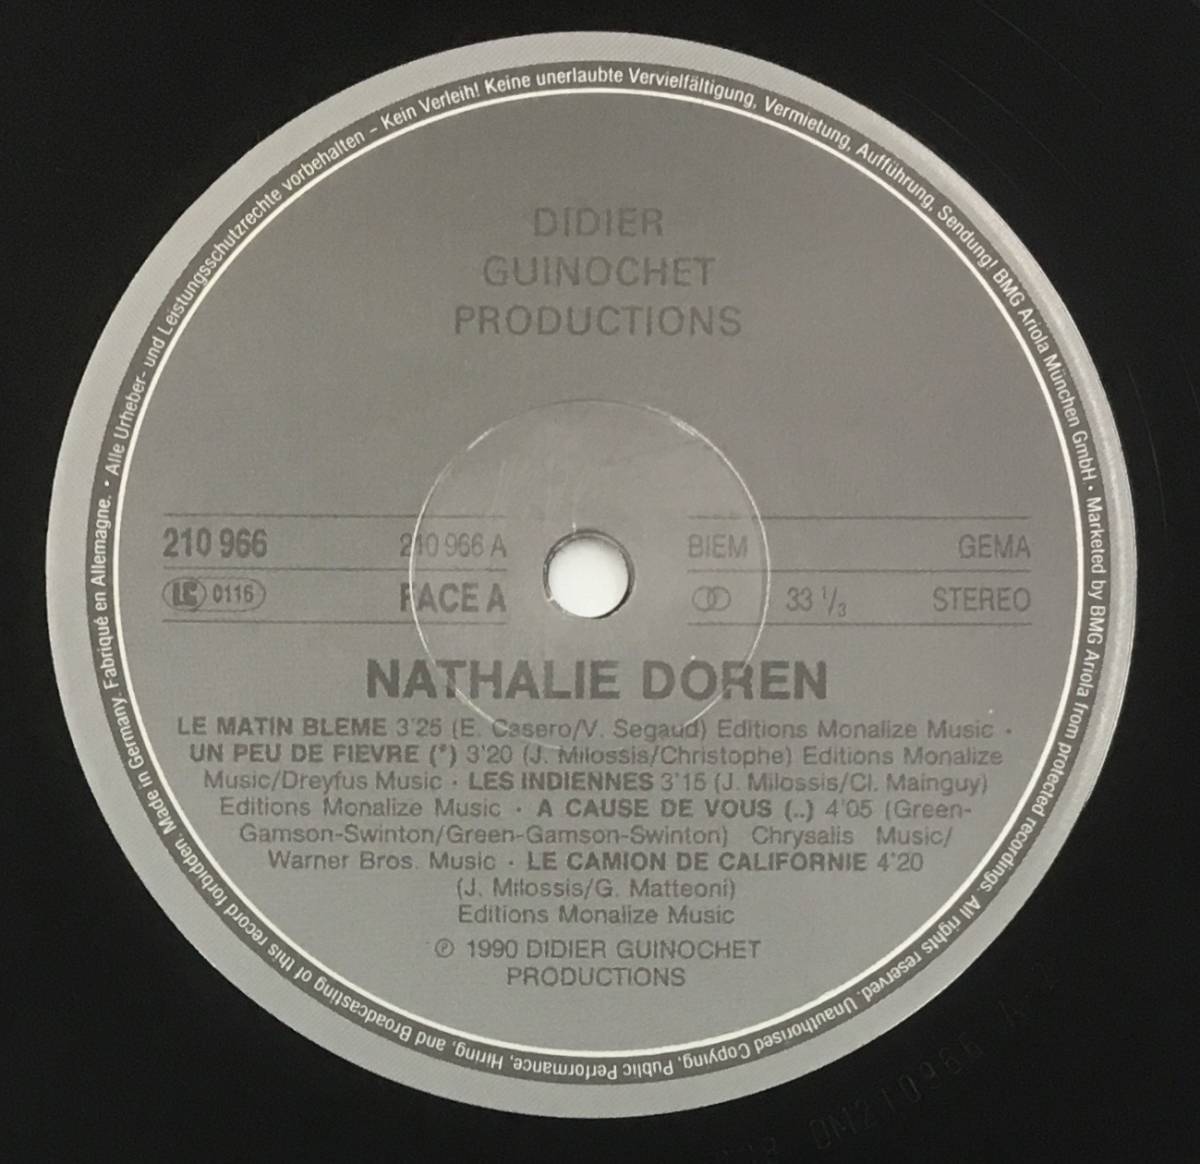 Alle Urheber- und Leistungsschutzrechte vorbehalten – Kein Verleih! Keine unerlaubte Vervielfältigung, Vermietung, Aufführung, Sendung! BMG Ariola München GmbH · Marketed by BMG Ariola from protected recordings. All rights reserved. Unauthorised Copying, Public Performance, Hiring, and Broadcasting of this record forbidden. Made in Germany. Fabriqué en Allemagne. ·
DIDIER
GUINOCHET
PRODUCTIONS
210 966 210 966 A BIEM GEMA
LC 0116 FACE A 33 1/3 STEREO
NATHALIE DOREN
LE MATIN BLEME 3'25 (E. Casero/V. Segaud) Editions Monalize Music ·
UN PEU DE FIEVRE (*) 3'20 (J. Milossis/Christophe) Editions Monalize
Music/Dreyfus Music · LES INDIENNES 3'15 (J. Milossis/Cl. Mainguy)
Editions Monalize Music · A CAUSE DE VOUS (..) 4'05 (Green-
Gamson-Swinton/Green-Gamson-Swinton) Chrysalis Music/
Warner Bros. Music · LE CAMION DE CALIFORNIE 4'20
(J. Milossis/G. Matteoni)
Editions Monalize Music
℗ 1990 DIDIER GUINOCHET
PRODUCTIONS